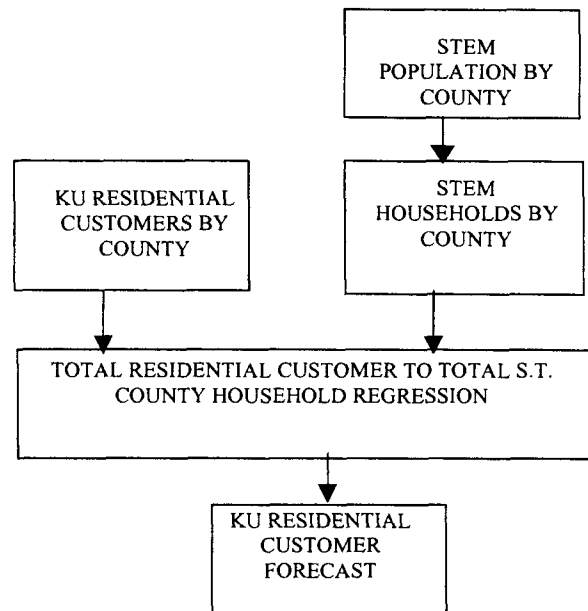 STEM
POPULATION BY
COUNTY
KU RESIDENTIAL
CUSTOMERS BY
COUNTY
STEM
HOUSEHOLDS BY
COUNTY
TOTAL RESIDENTIAL CUSTOMER TO TOTAL S.T.
COUNTY HOUSEHOLD REGRESSION
KU RESIDENTIAL
CUSTOMER
FORECAST